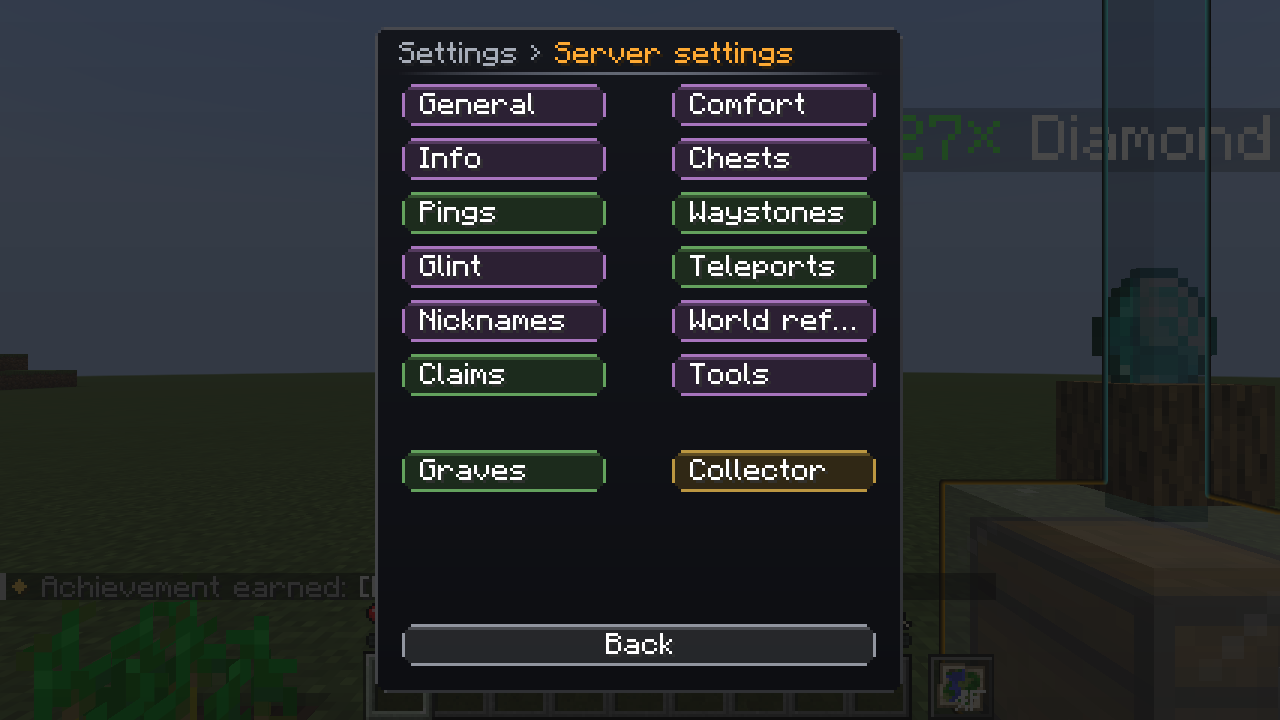 Settings > Server settings
General
Comfort
27x Diamond
Info
Chests
Pings
Waystones
Glint
Teleports
Nicknames
World ref...
Claims
Tools
Graves
Collector
Achievement earned: [
Back